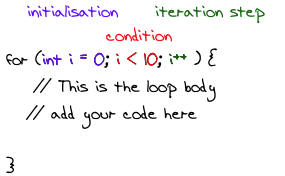 initialisation iteration step
condition
for (int i = 0; i < 10; i++ ) {
// This is the loop body
// add your code here
}